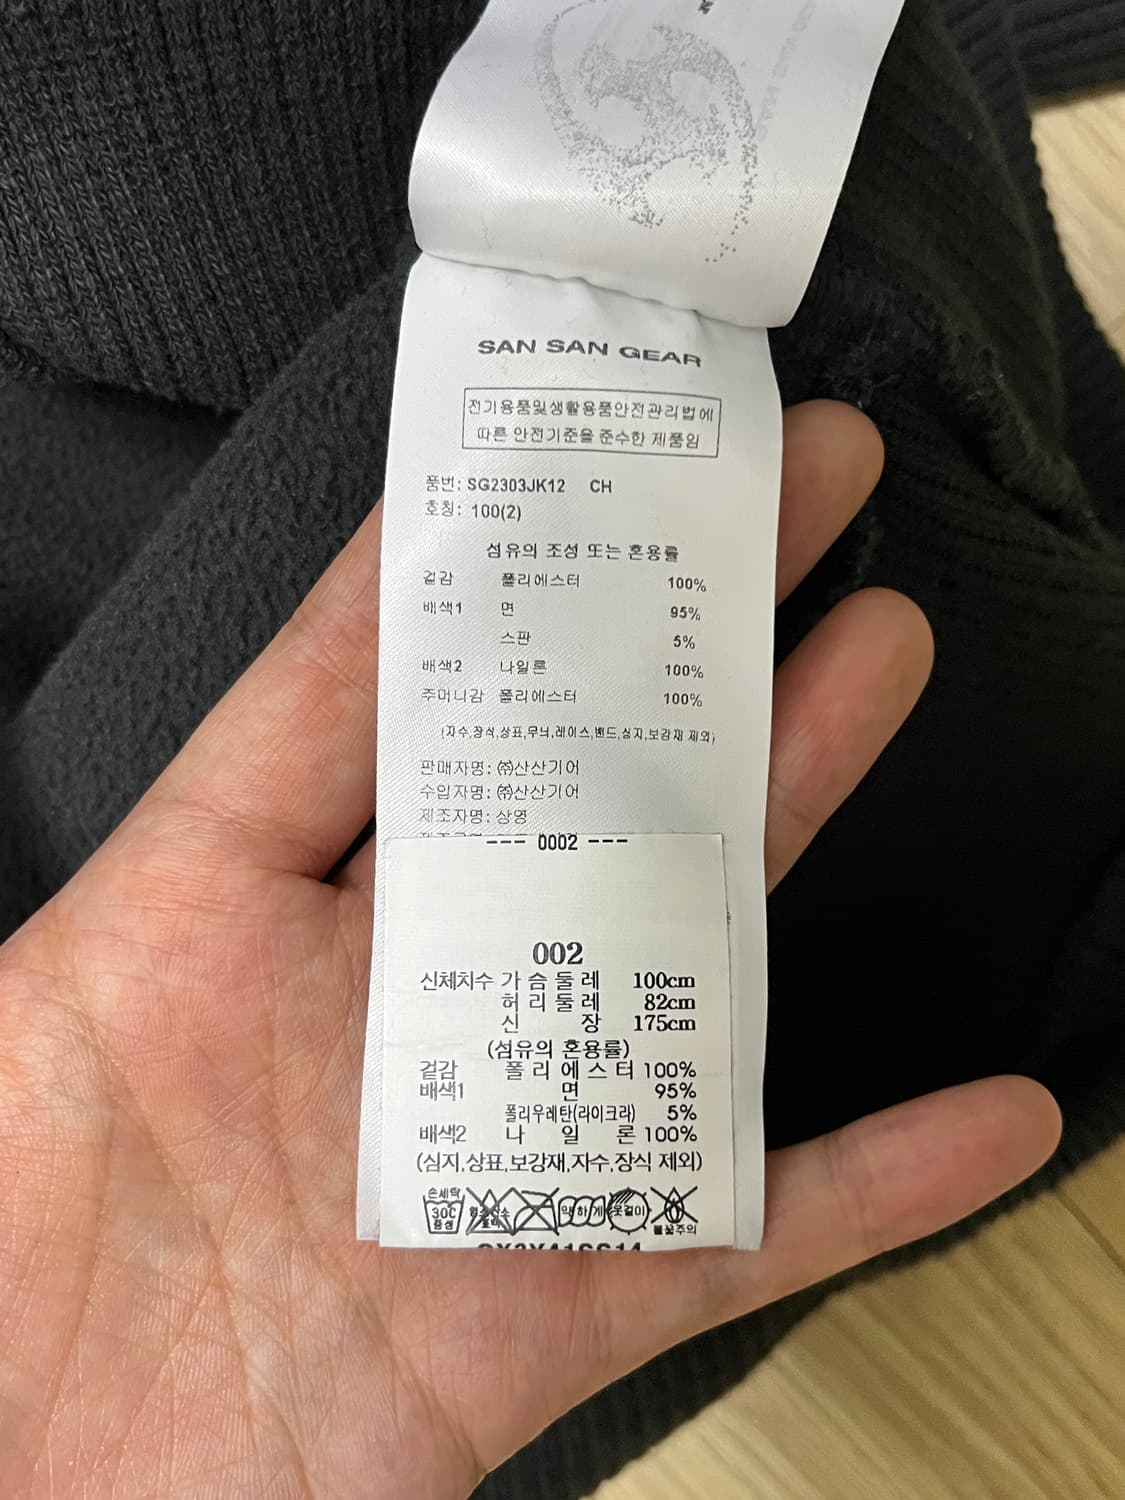 SAN SAN GEAR
전기용품및생활용품안전관리법에
따른 안전기준을 준수한 제품임
품번: SG2303JK12 CH
호칭: 100(2)
섬유의 조성 또는 혼용률
겉감 폴리에스터 100%
배색1 면 95%
스판 5%
배색2 나일론 100%
주머니감 폴리에스터 100%
(자수,장식,상표,무늬,레이스,밴드,심지,보강재 제외)
판매자명: ㈜산산기어
수입자명: ㈜산산기어
제조자명: 상영
--- 0002 ---
002
신체치수 가슴둘레 100cm
허리둘레 82cm
신장 175cm
(섬유의 혼용률)
겉감 폴리에스터 100%
배색1 면 95%
폴리우레탄(라이크라) 5%
배색2 나일론 100%
(심지,상표,보강재,자수,장식 제외)
손세탁 30C 중성 약하게 옷걸이 불꽃주의